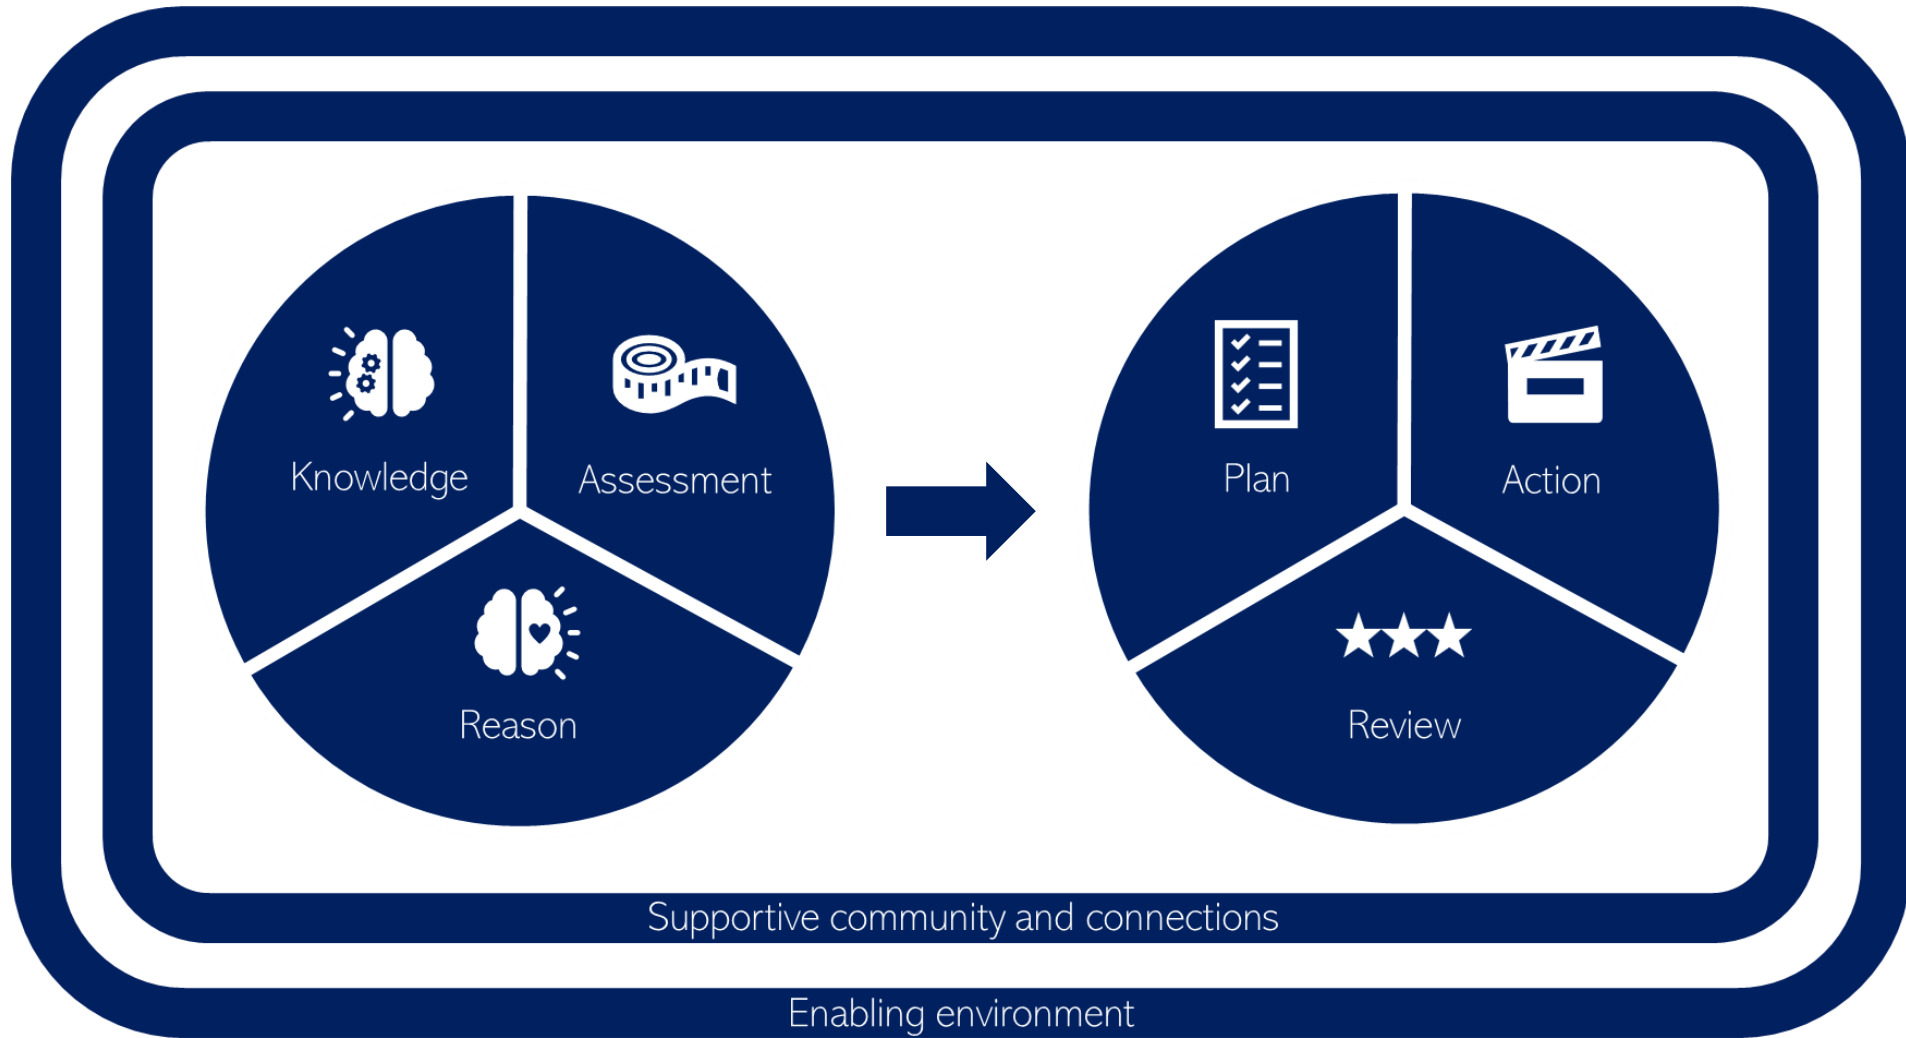 Knowledge
Assessment
Reason
Plan
Action
Review
Supportive community and connections
Enabling environment